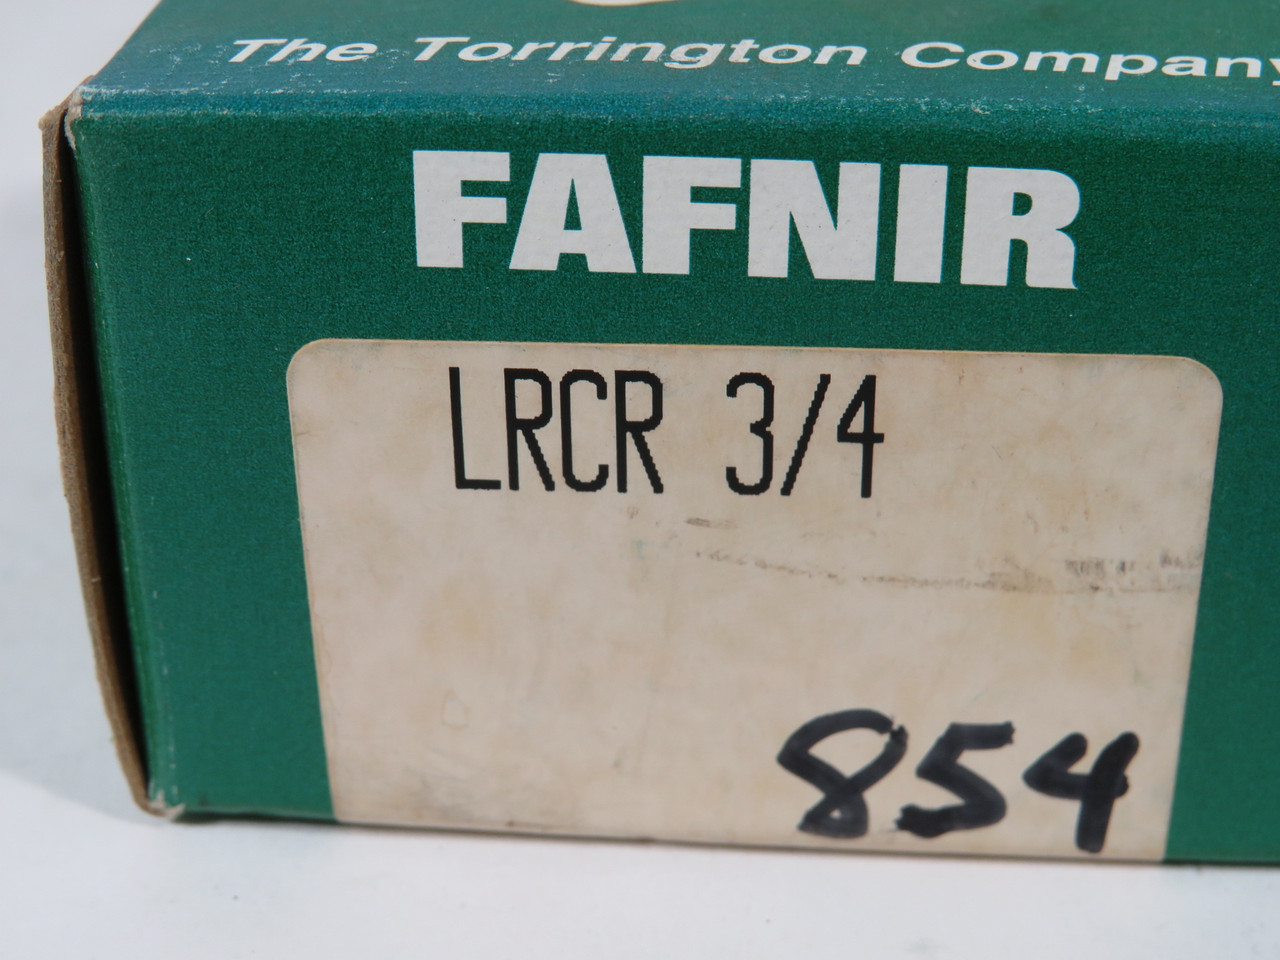 The Torrington Company
FAFNIR
LRCR 3/4
854